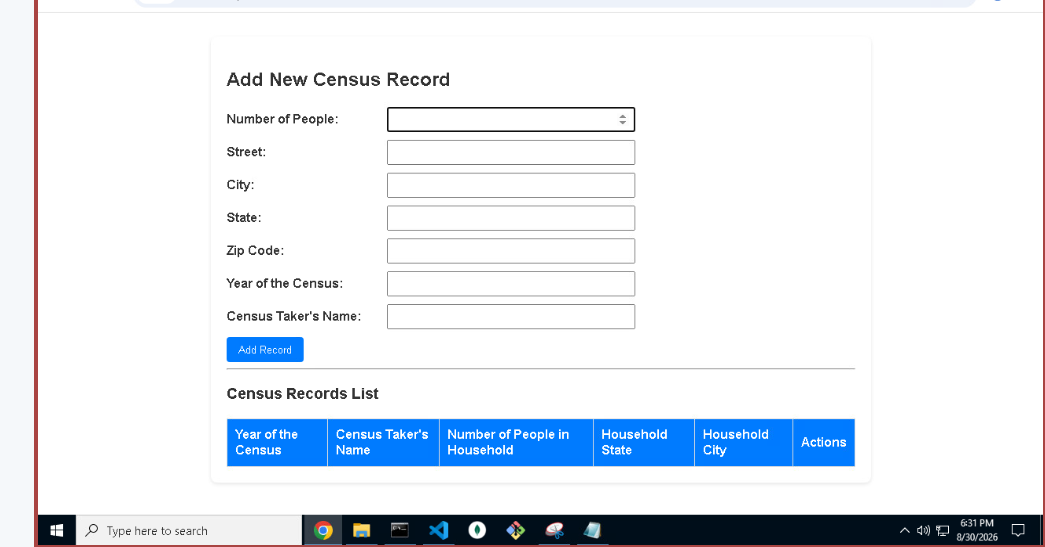 Add New Census Record
Number of People:
Street:
City:
State:
Zip Code:
Year of the Census:
Census Taker's Name:
Add Record
Census Records List
Year of the Census
Census Taker's Name
Number of People in Household
Household State
Household City
Actions
Type here to search
6:31 PM
8/30/2026